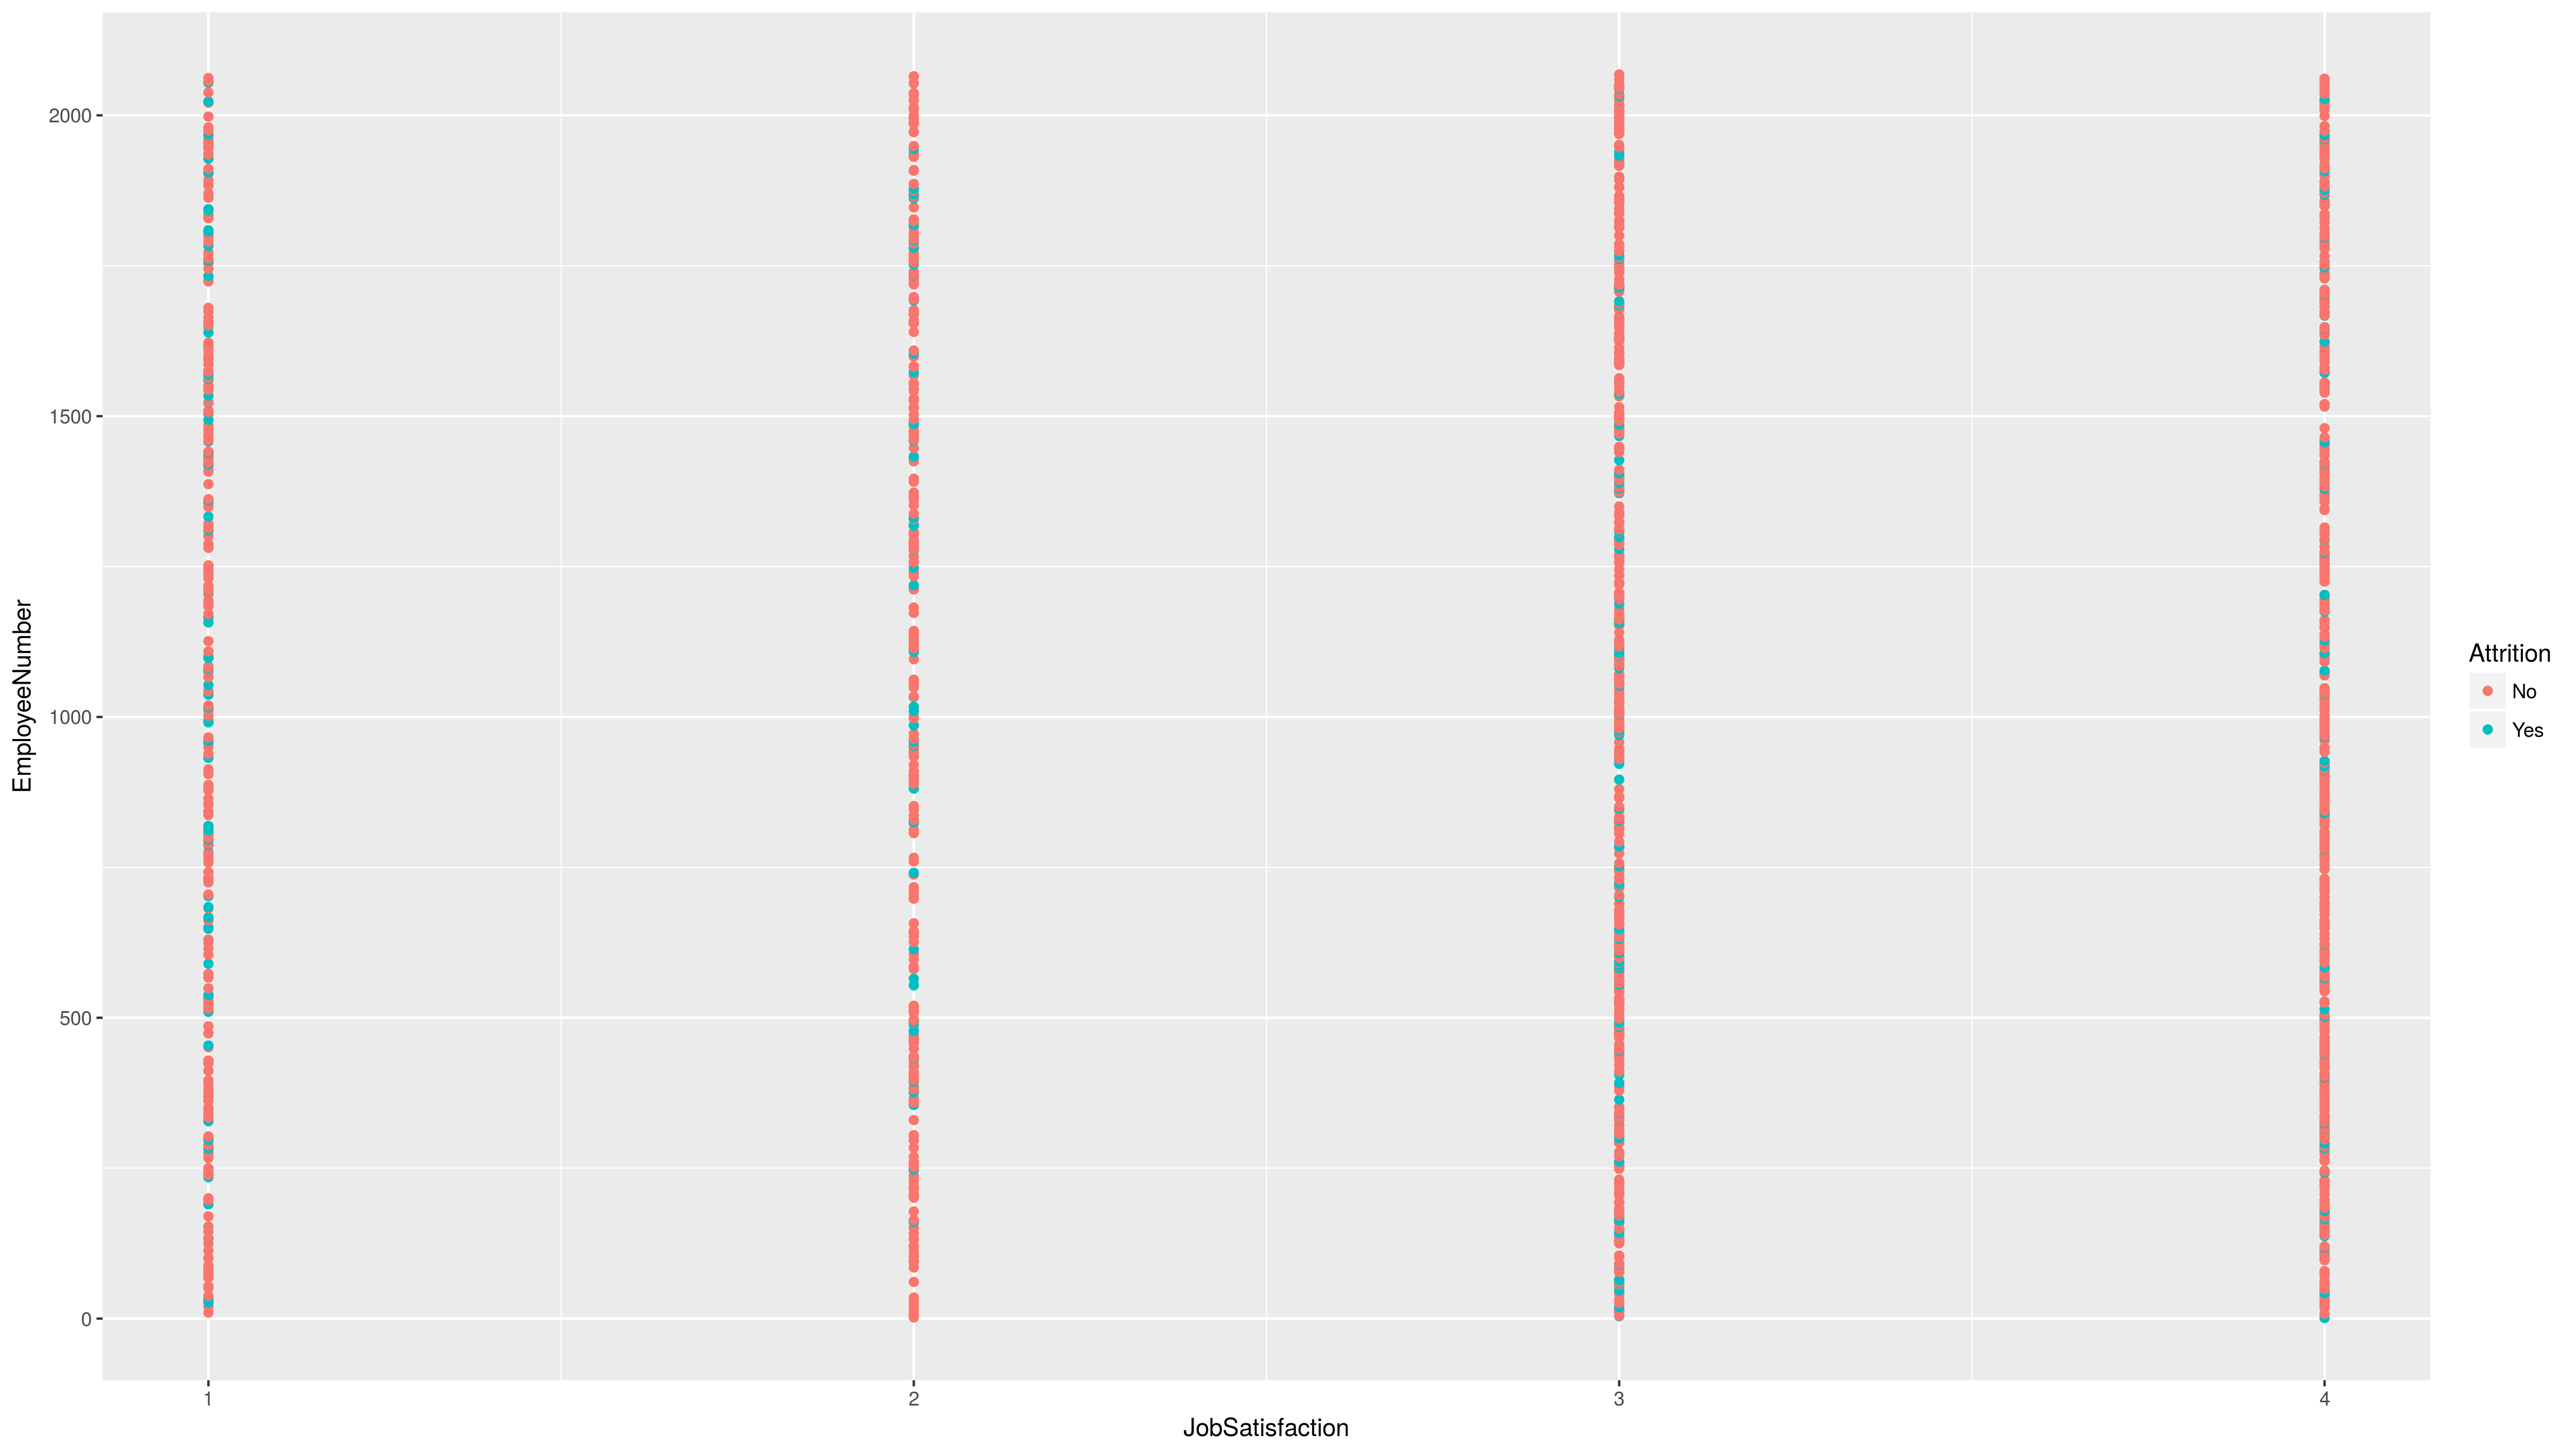 2000
1500
1000
500
0
EmployeeNumber
1
2
3
4
JobSatisfaction
Attrition
No
Yes